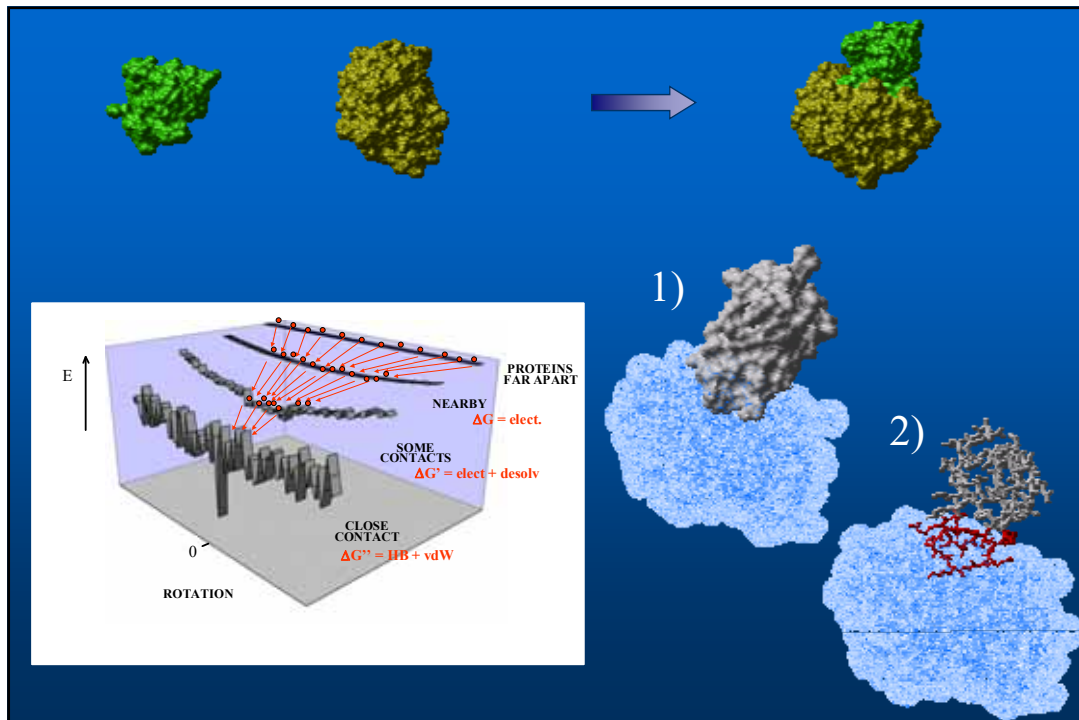 1)
E
PROTEINS
FAR APART
NEARBY
ΔG = elect.
SOME
CONTACTS
ΔG' = elect + desolv
CLOSE
CONTACT
ΔG'' = HB + vdW
0
ROTATION
2)